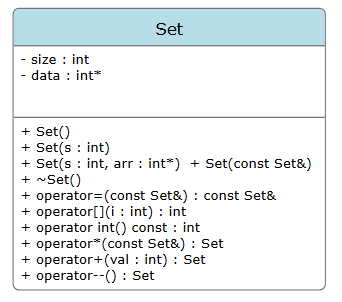 Set
- size : int
- data : int*
+ Set()
+ Set(s : int)
+ Set(s : int, arr : int*)  + Set(const Set&)
+ ~Set()
+ operator=(const Set&) : const Set&
+ operator[](i : int) : int
+ operator int() const : int
+ operator*(const Set&) : Set
+ operator+(val : int) : Set
+ operator--() : Set